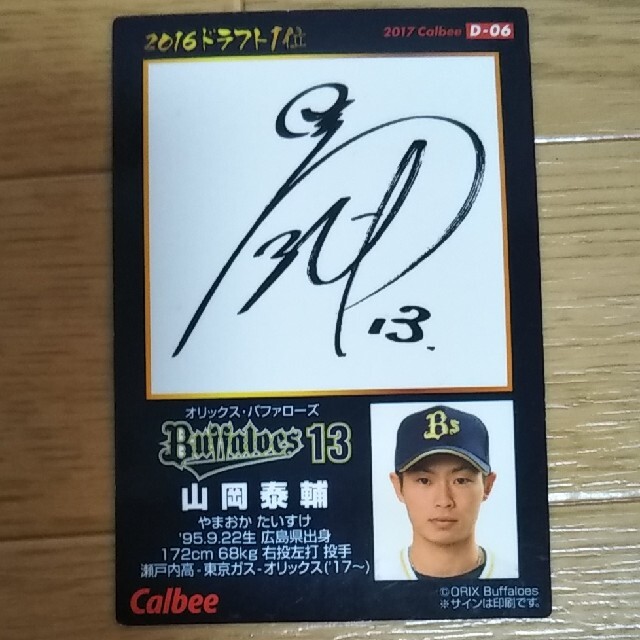 2016ドラフト1位
2017 Calbee D-06
13.
オリックス・バファローズ
Buffaloes 13
Bs
山岡泰輔
やまおか たいすけ
'95.9.22生 広島県出身
172cm 68kg 右投左打 投手
瀬戸内高-東京ガス-オリックス('17〜)
Calbee
©ORIX Buffaloes
※サインは印刷です。